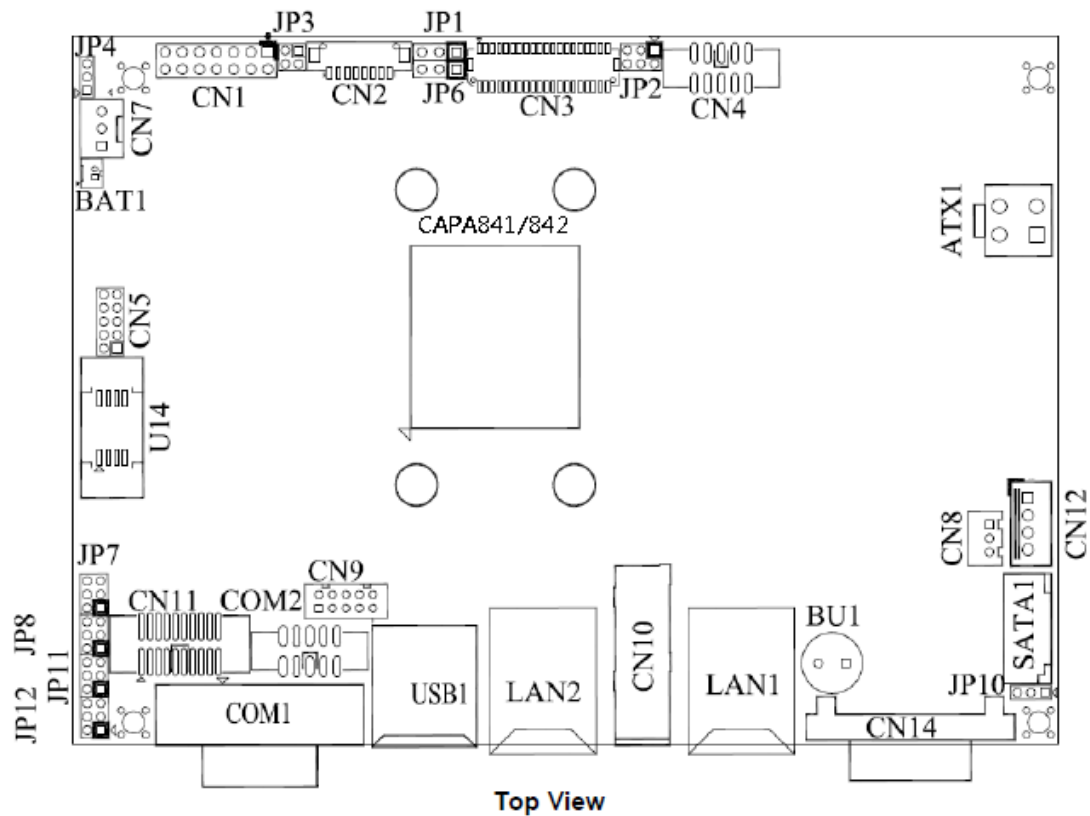 JP3
JP1
JP4
CN1
CN2
JP6
CN3
JP2
CN4
CN7
BAT1
CAPA841/842
ATX1
CN5
U14
CN8
CN12
JP7
CN9
CN11
COM2
JP8
BU1
SATA1
JP11
CN10
JP10
JP12
COM1
USB1
LAN2
LAN1
CN14
Top View